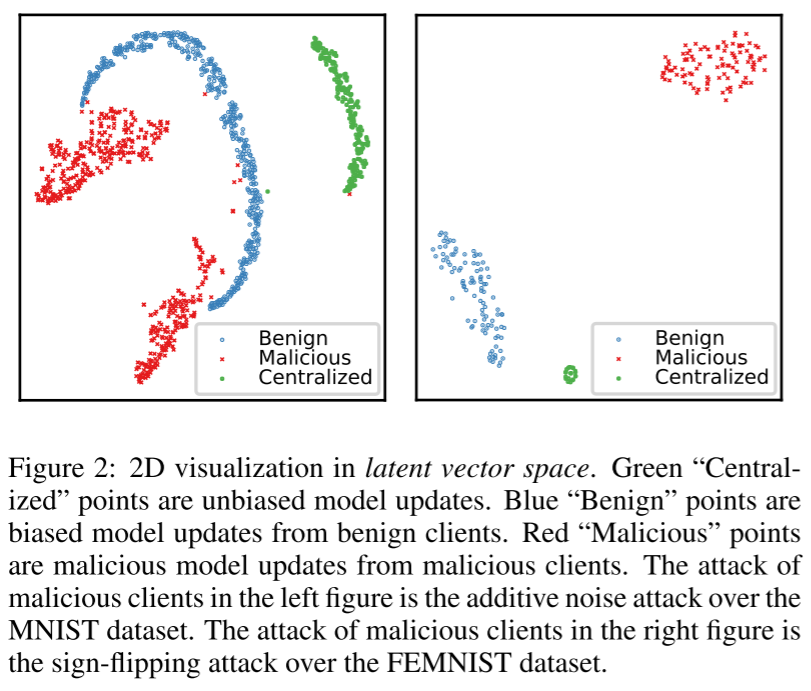 Benign
Malicious
Centralized
Benign
Malicious
Centralized
Figure 2: 2D visualization in latent vector space. Green “Central-
ized” points are unbiased model updates. Blue “Benign” points are
biased model updates from benign clients. Red “Malicious” points
are malicious model updates from malicious clients. The attack of
malicious clients in the left figure is the additive noise attack over the
MNIST dataset. The attack of malicious clients in the right figure is
the sign-flipping attack over the FEMNIST dataset.